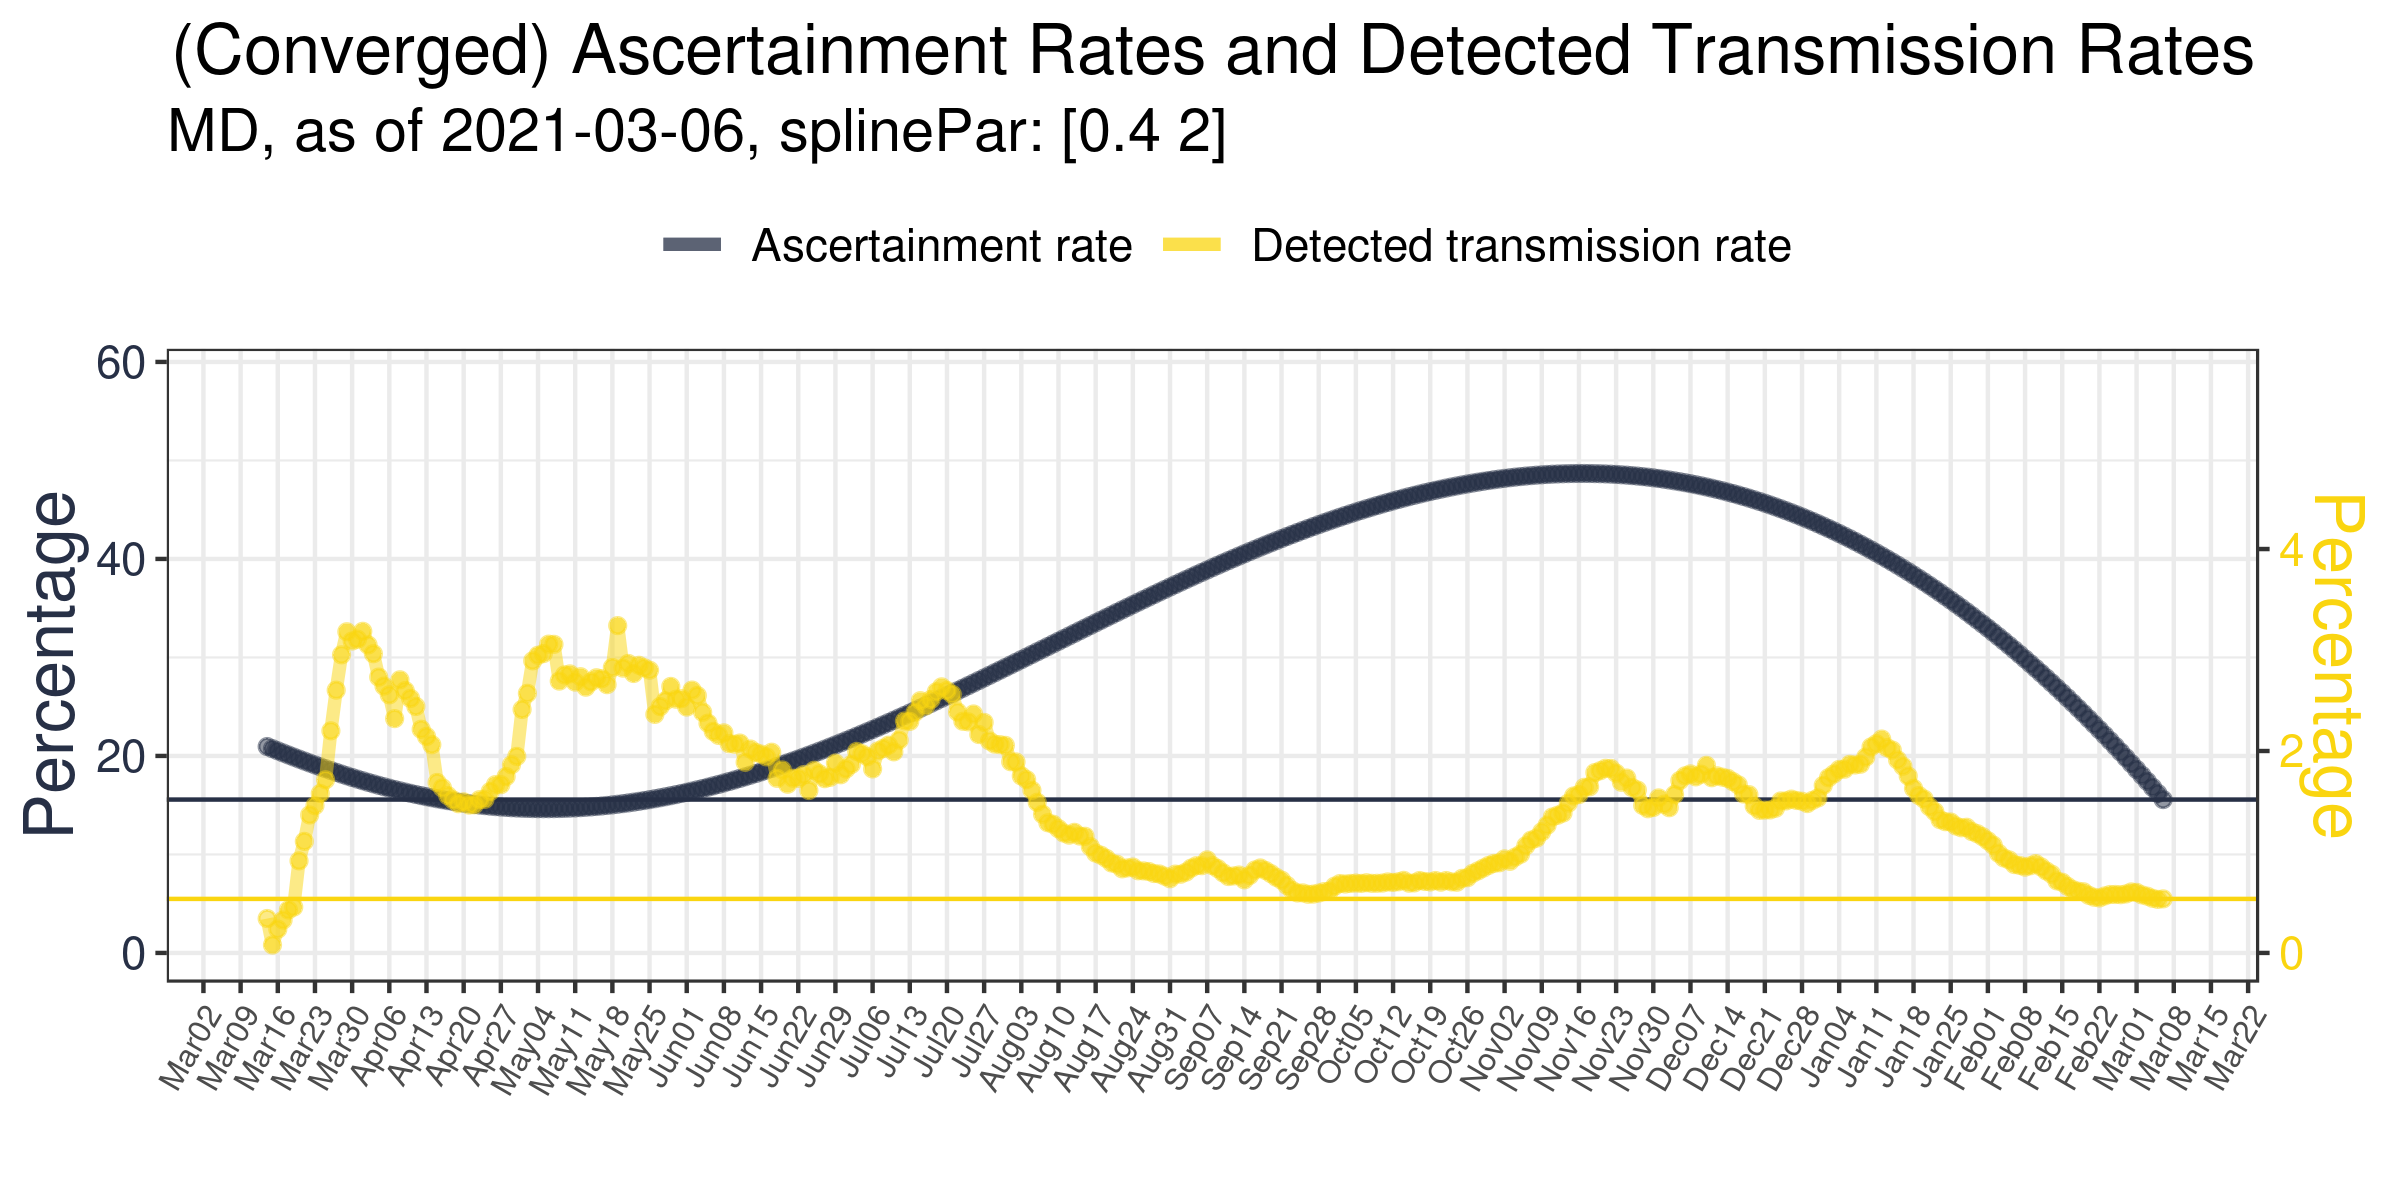 (Converged) Ascertainment Rates and Detected Transmission Rates
MD, as of 2021-03-06, splinePar: [0.4 2]
Ascertainment rate
Detected transmission rate
Percentage
60
40
20
0
4
2
0
Percentage
Mar02
Mar09
Mar16
Mar23
Mar30
Apr06
Apr13
Apr20
Apr27
May04
May11
May18
May25
Jun01
Jun08
Jun15
Jun22
Jun29
Jul06
Jul13
Jul20
Jul27
Aug03
Aug10
Aug17
Aug24
Aug31
Sep07
Sep14
Sep21
Sep28
Oct05
Oct12
Oct19
Oct26
Nov02
Nov09
Nov16
Nov23
Nov30
Dec07
Dec14
Dec21
Dec28
Jan04
Jan11
Jan18
Jan25
Feb01
Feb08
Feb15
Feb22
Mar01
Mar08
Mar15
Mar22